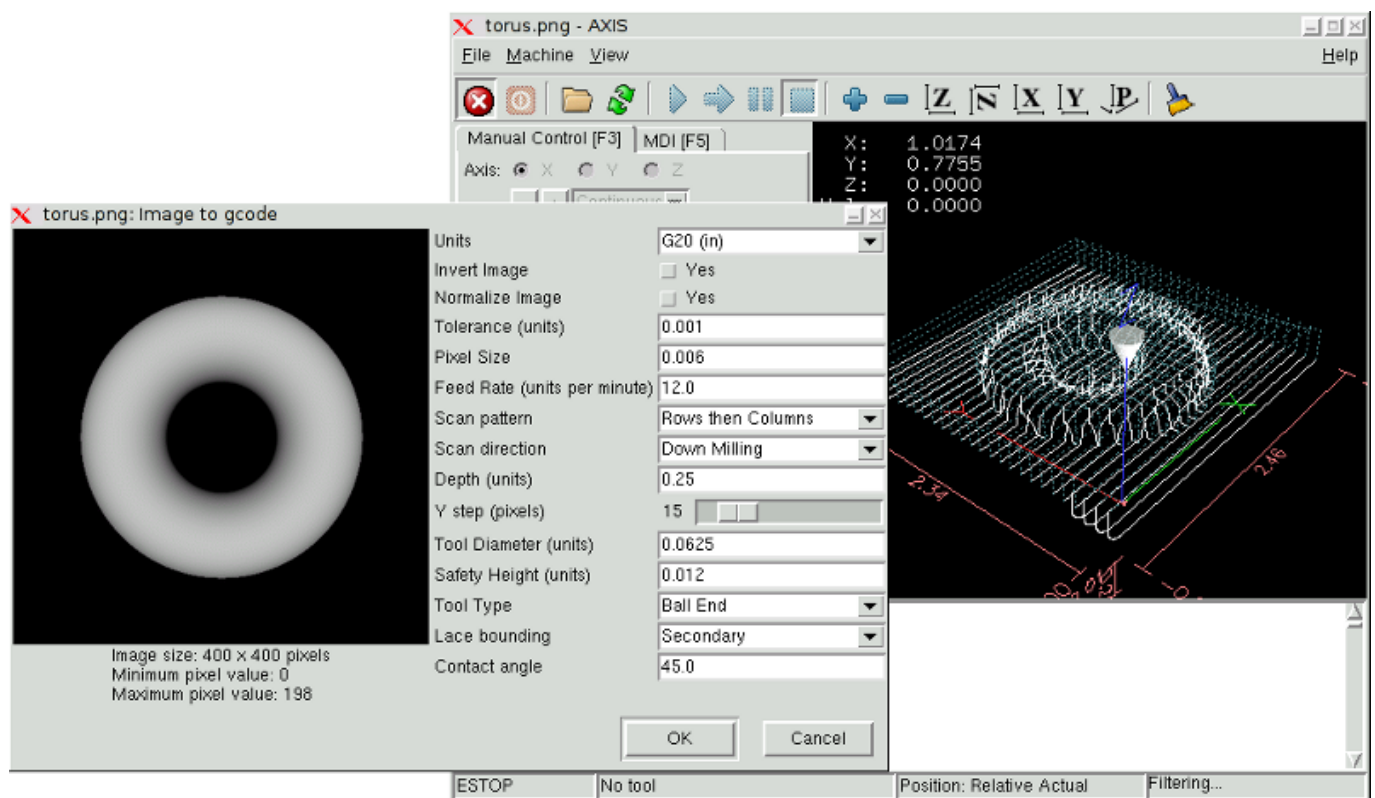 torus.png - AXIS
File Machine View Help
Z N X Y P
Manual Control [F3] MDI [F5]
Axis: X Y Z
Continuous
X: 1.0174
Y: 0.7755
Z: 0.0000
0.0000
torus.png: Image to gcode
Units G20 (in)
Invert Image Yes
Normalize Image Yes
Tolerance (units) 0.001
Pixel Size 0.006
Feed Rate (units per minute) 12.0
Scan pattern Rows then Columns
Scan direction Down Milling
Depth (units) 0.25
Y step (pixels) 15
Tool Diameter (units) 0.0625
Safety Height (units) 0.012
Tool Type Ball End
Lace bounding Secondary
Contact angle 45.0
Image size: 400 x 400 pixels
Minimum pixel value: 0
Maximum pixel value: 198
OK Cancel
X
2.34
2.46
ESTOP No tool Position: Relative Actual Filtering...